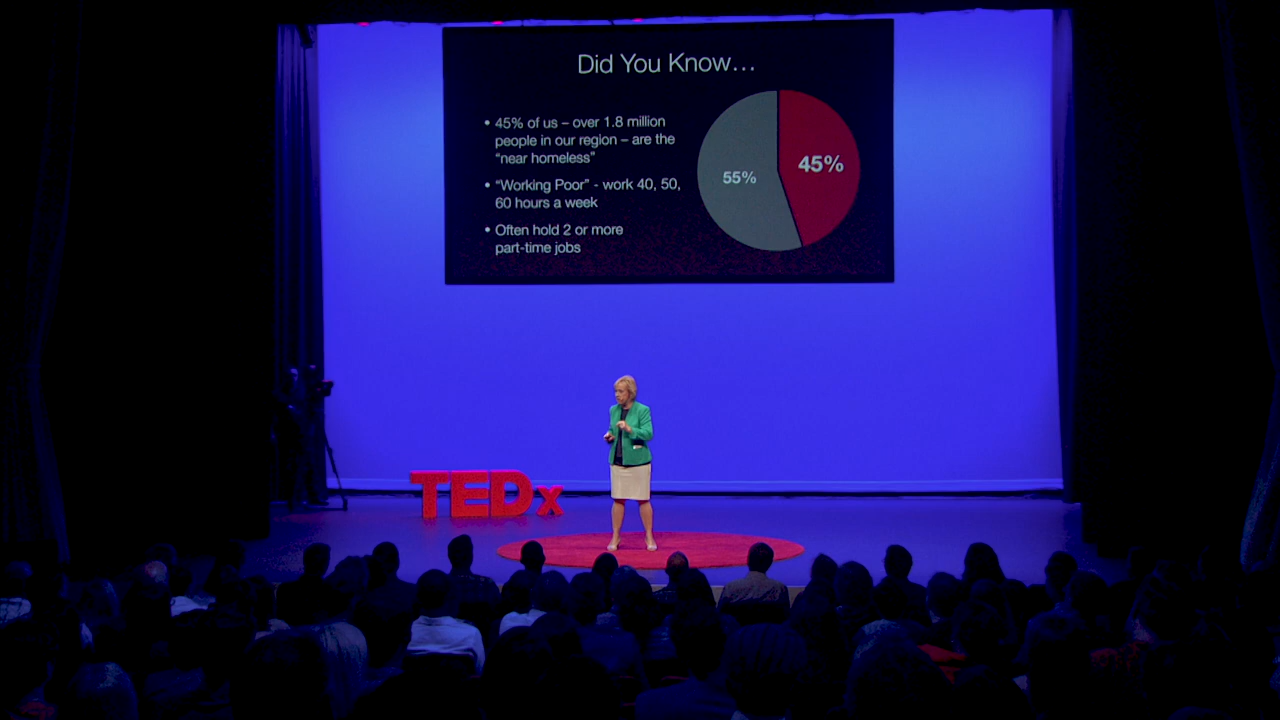 Did You Know…
• 45% of us – over 1.8 million
people in our region – are the
“near homeless”
• “Working Poor” - work 40, 50,
60 hours a week
• Often hold 2 or more
part-time jobs
55%
45%
TEDx